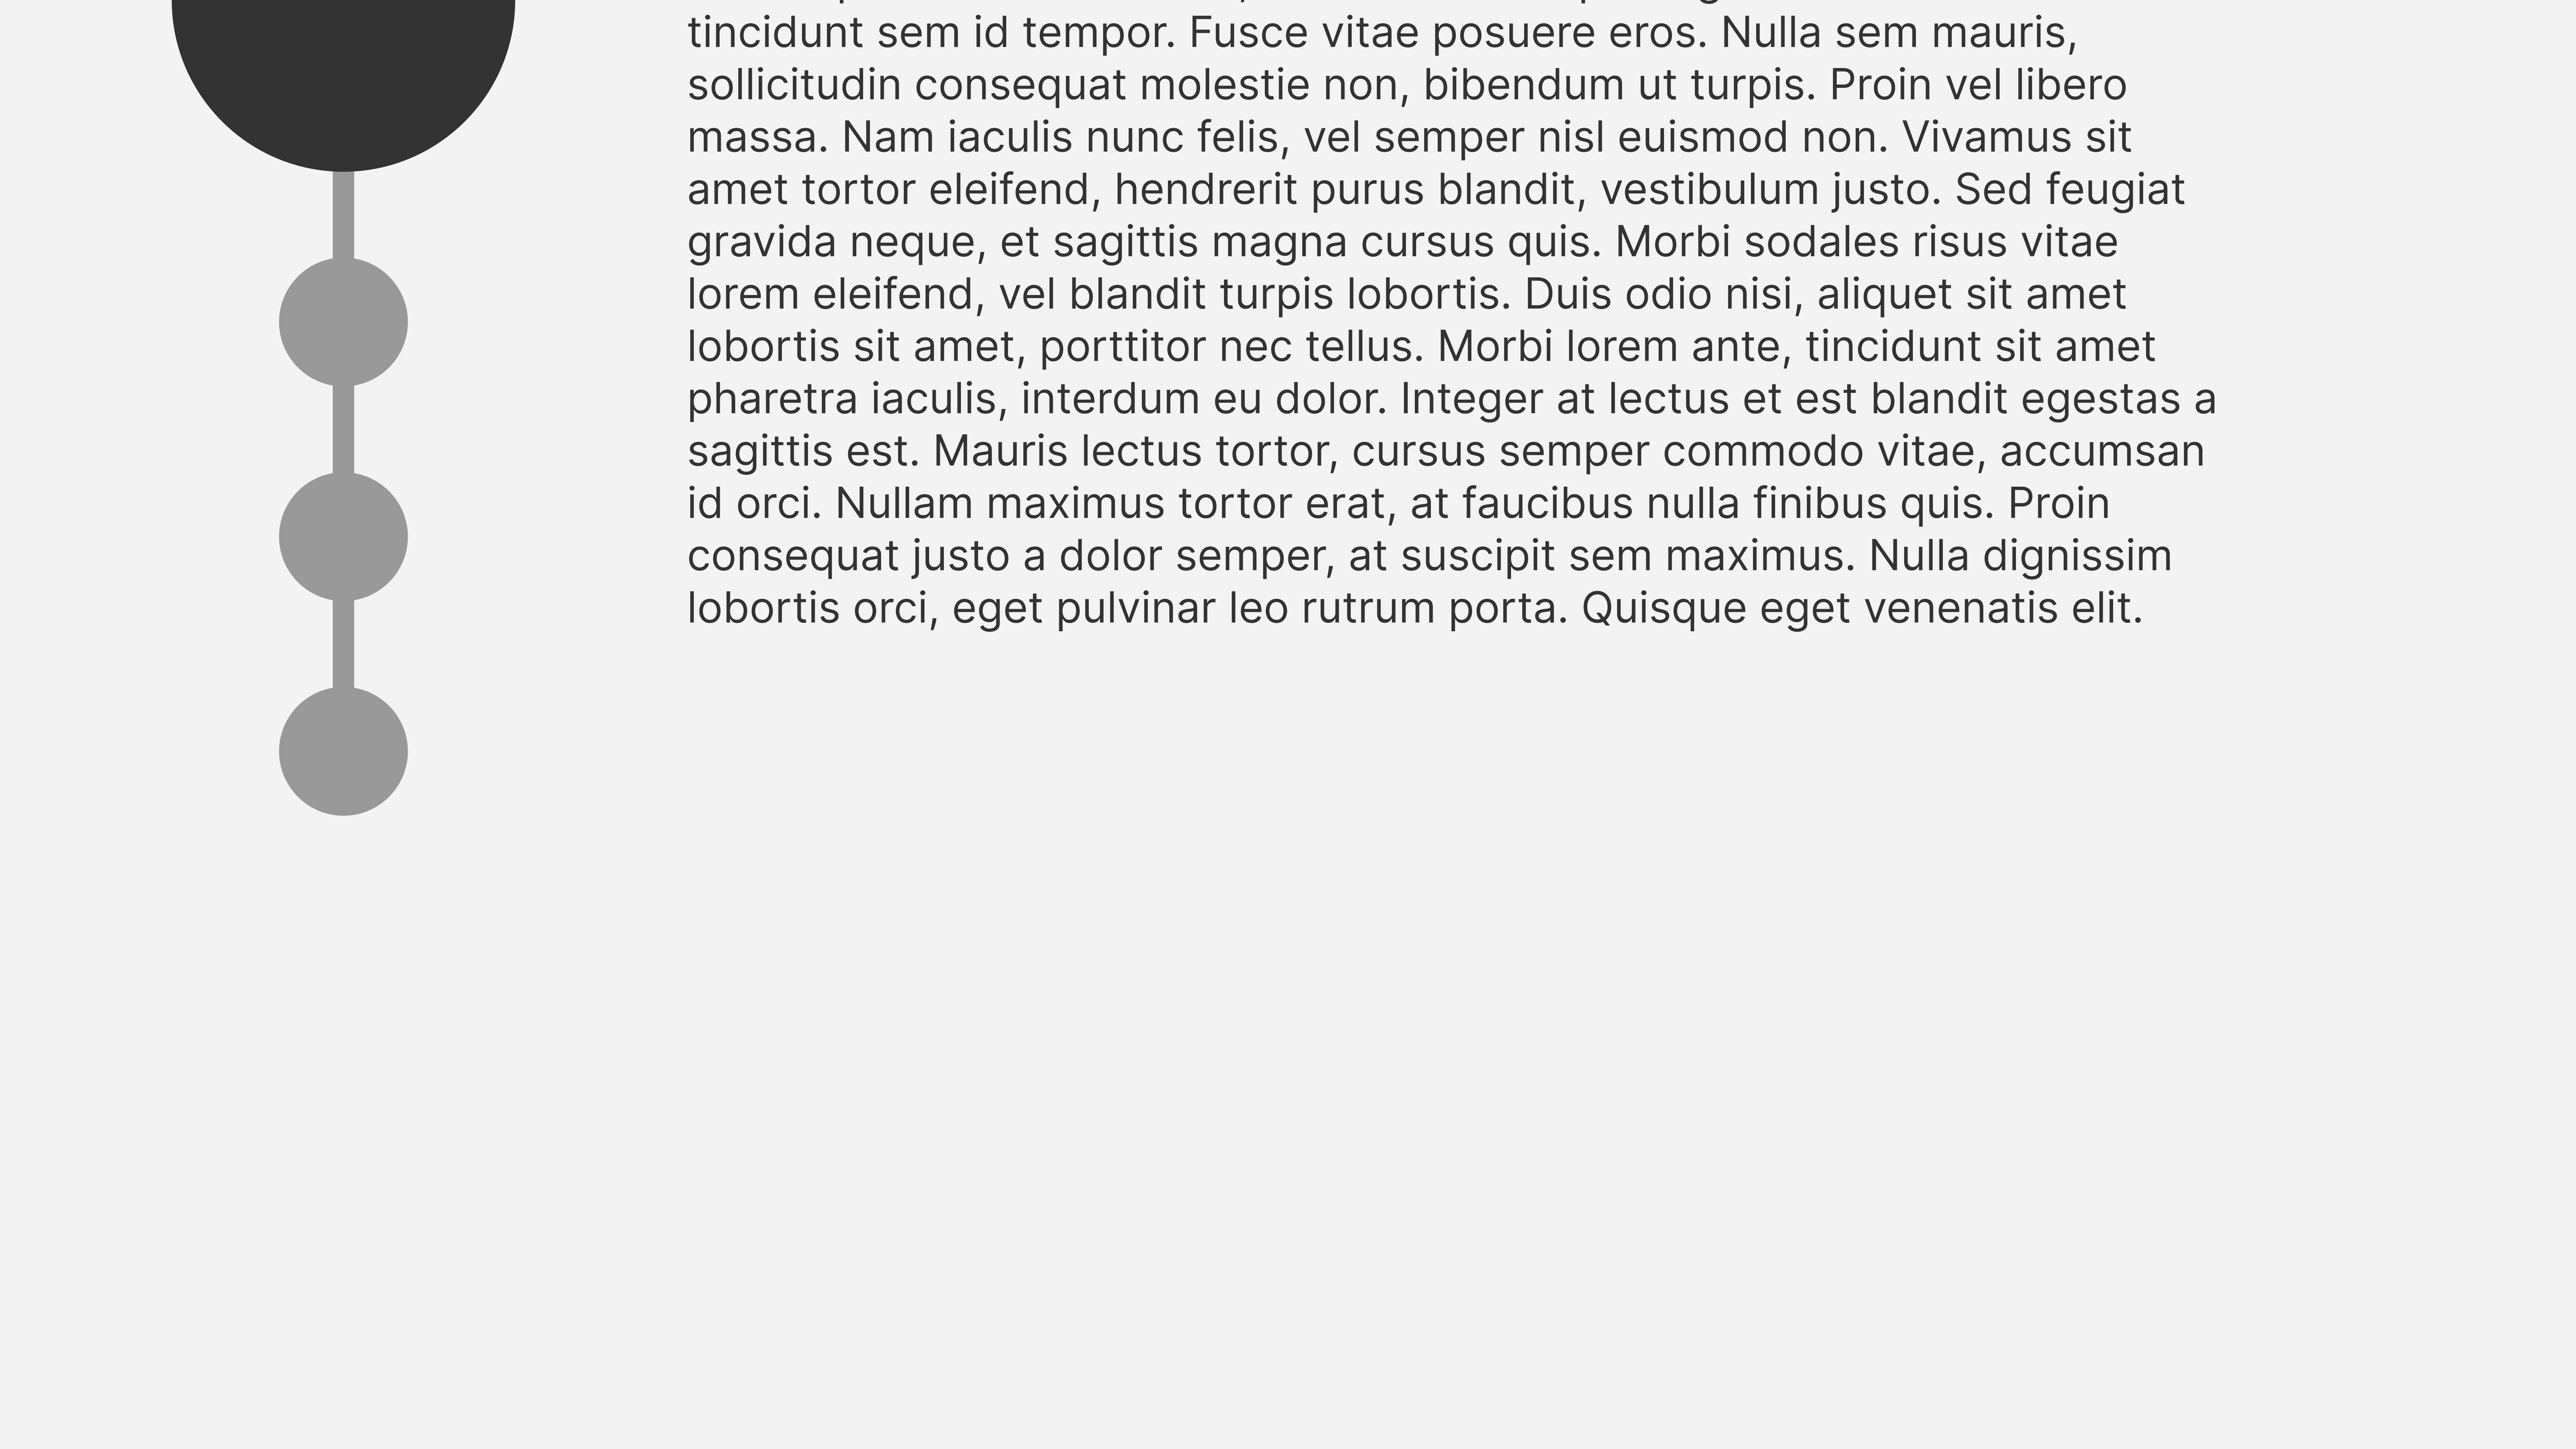 tincidunt sem id tempor. Fusce vitae posuere eros. Nulla sem mauris,
sollicitudin consequat molestie non, bibendum ut turpis. Proin vel libero
massa. Nam iaculis nunc felis, vel semper nisl euismod non. Vivamus sit
amet tortor eleifend, hendrerit purus blandit, vestibulum justo. Sed feugiat
gravida neque, et sagittis magna cursus quis. Morbi sodales risus vitae
lorem eleifend, vel blandit turpis lobortis. Duis odio nisi, aliquet sit amet
lobortis sit amet, porttitor nec tellus. Morbi lorem ante, tincidunt sit amet
pharetra iaculis, interdum eu dolor. Integer at lectus et est blandit egestas a
sagittis est. Mauris lectus tortor, cursus semper commodo vitae, accumsan
id orci. Nullam maximus tortor erat, at faucibus nulla finibus quis. Proin
consequat justo a dolor semper, at suscipit sem maximus. Nulla dignissim
lobortis orci, eget pulvinar leo rutrum porta. Quisque eget venenatis elit.